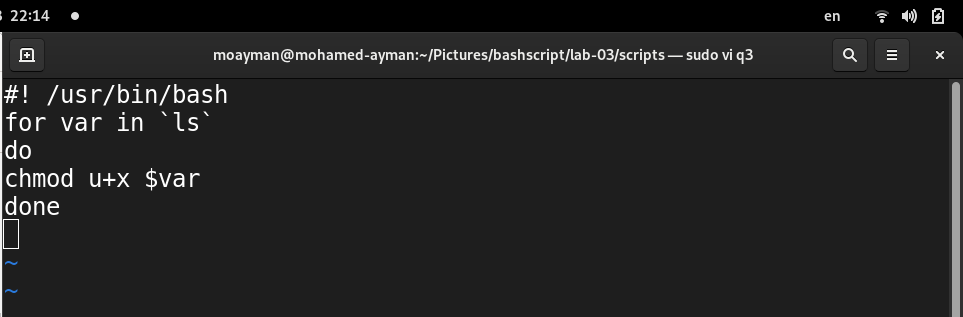 22:14
en
moayman@mohamed-ayman:~/Pictures/bashscript/lab-03/scripts — sudo vi q3
#! /usr/bin/bash
for var in `ls`
do
chmod u+x $var
done
~
~